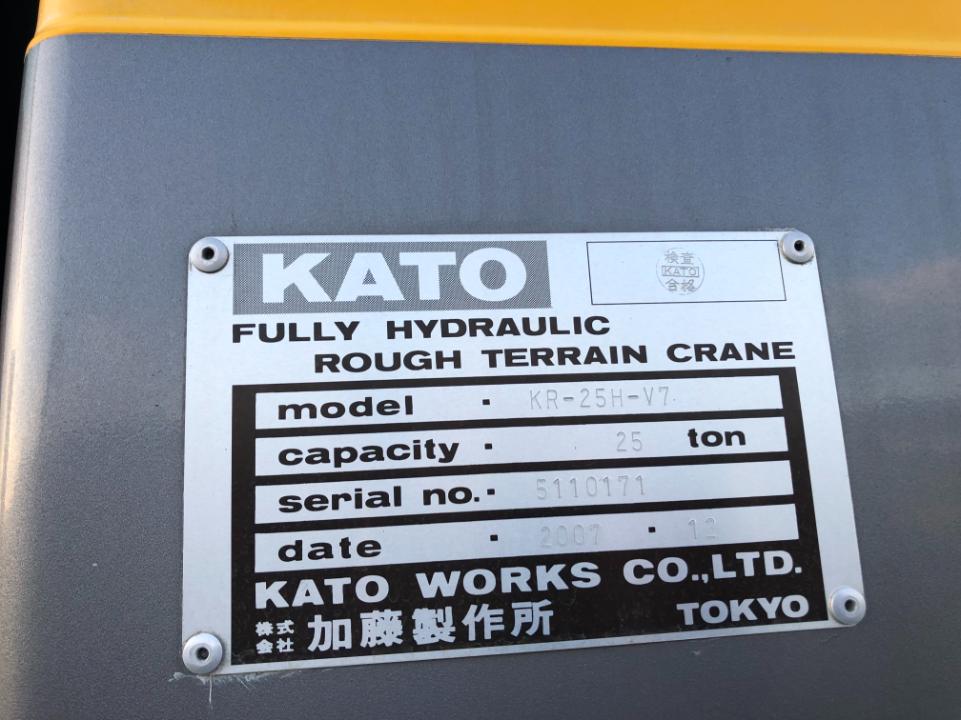 KATO
検査
KATO
合格
FULLY HYDRAULIC
ROUGH TERRAIN CRANE
model · KR-25H-V7
capacity · 25 ton
serial no. · 5110171
date · 2007 · 12
KATO WORKS CO.,LTD.
株式会社 加藤製作所 TOKYO